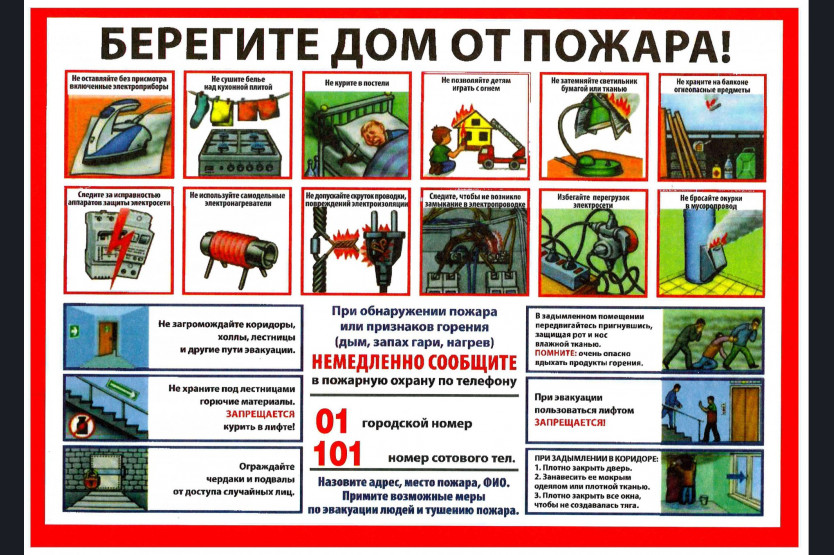 БЕРЕГИТЕ ДОМ ОТ ПОЖАРА!
Не оставляйте без присмотра
включенные электроприборы
Не сушите белье
над кухонной плитой
Не курите в постели
Не позволяйте детям
играть с огнем
Не затемняйте светильник
бумагой или тканью
Не храните на балконе
огнеопасные предметы
Следите за исправностью
аппаратов защиты электросети
Не используйте самодельные
электронагреватели
Не допускайте скруток проводки,
повреждений электроизоляции
Следите, чтобы не возникло
замыкание в электропроводке
Избегайте перегрузок
электросети
Не бросайте окурки
в мусоропровод
Не загромождайте коридоры,
холлы, лестницы
и другие пути эвакуации.
Не храните под лестницами
горючие материалы.
ЗАПРЕЩАЕТСЯ
курить в лифте!
Ограждайте
чердаки и подвалы
от доступа случайных лиц.
При обнаружении пожара
или признаков горения
(дым, запах гари, нагрев)
НЕМЕДЛЕННО СООБЩИТЕ
в пожарную охрану по телефону
01 городской номер
101 номер сотового тел.
Назовите адрес, место пожара, ФИО.
Примите возможные меры
по эвакуации людей и тушению пожара.
В задымленном помещении
передвигайтесь пригнувшись,
защищая рот и нос
влажной тканью.
ПОМНИТЕ: очень опасно
вдыхать продукты горения.
При эвакуации
пользоваться лифтом
ЗАПРЕЩАЕТСЯ!
ПРИ ЗАДЫМЛЕНИИ В КОРИДОРЕ:
1. Плотно закрыть дверь.
2. Занавесить ее мокрым
одеялом или плотной тканью.
3. Плотно закрыть все окна,
чтобы не создавалась тяга.